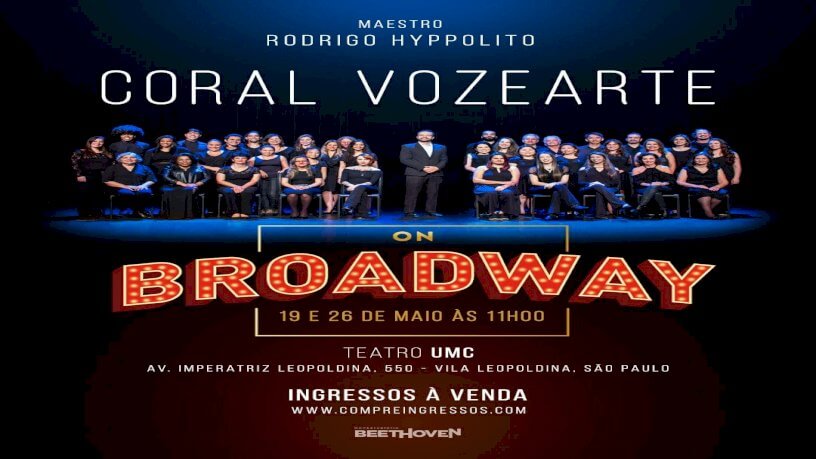 MAESTRO
RODRIGO HYPPOLITO
CORAL VOZEARTE
ON
BROADWAY
19 E 26 DE MAIO ÀS 11H00
TEATRO UMC
AV. IMPERATRIZ LEOPOLDINA, 550 - VILA LEOPOLDINA, SÃO PAULO
INGRESSOS À VENDA
WWW.COMPREINGRESSOS.COM
BEETHOVEN